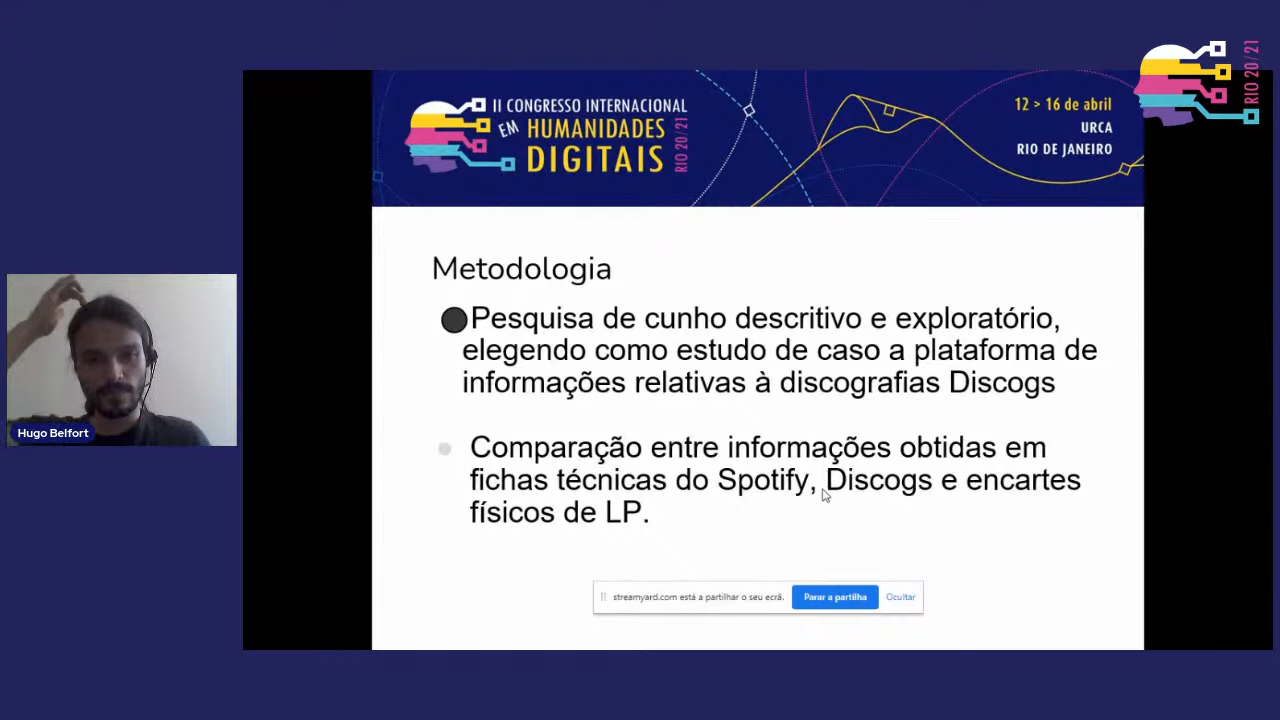 II CONGRESSO INTERNACIONAL
EM HUMANIDADES
DIGITAIS
RIO 20/21
12 > 16 de abril
URCA
RIO DE JANEIRO
RIO 20/21
Metodologia
Pesquisa de cunho descritivo e exploratório,
elegendo como estudo de caso a plataforma de
informações relativas à discografias Discogs
Comparação entre informações obtidas em
fichas técnicas do Spotify, Discogs e encartes
físicos de LP.
Hugo Belfort
streamyard.com está a partilhar o seu ecrã. Parar a partilha Ocultar